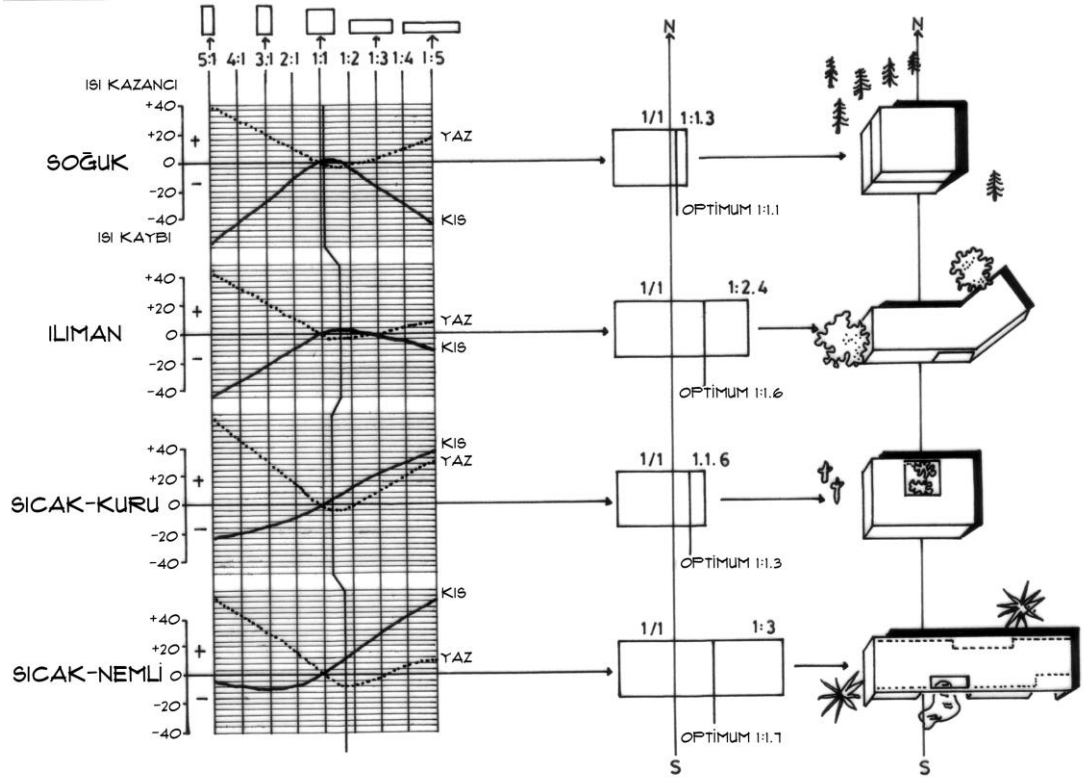 5:1 4:1 3:1 2:1 1:1 1:2 1:3 1:4 1:5
ISI KAZANCI
+40
+20
+
0
SOĞUK
-
-20
-40
ISI KAYBI
YAZ
KIS
+40
+20
+
0
ILIMAN
-
-20
-40
YAZ
KIS
+40
+20
+
0
SICAK-KURU
-
-20
-40
KIS
YAZ
+40
+20
+
0
SICAK-NEMLİ
-
-20
-40
KIS
YAZ
N
1/1 1:1.3
OPTİMUM 1:1.1
1/1 1:2.4
OPTİMUM 1:1.6
1/1 1.1.6
OPTİMUM 1:1.3
1/1 1:3
OPTİMUM 1:1.7
S
N
S